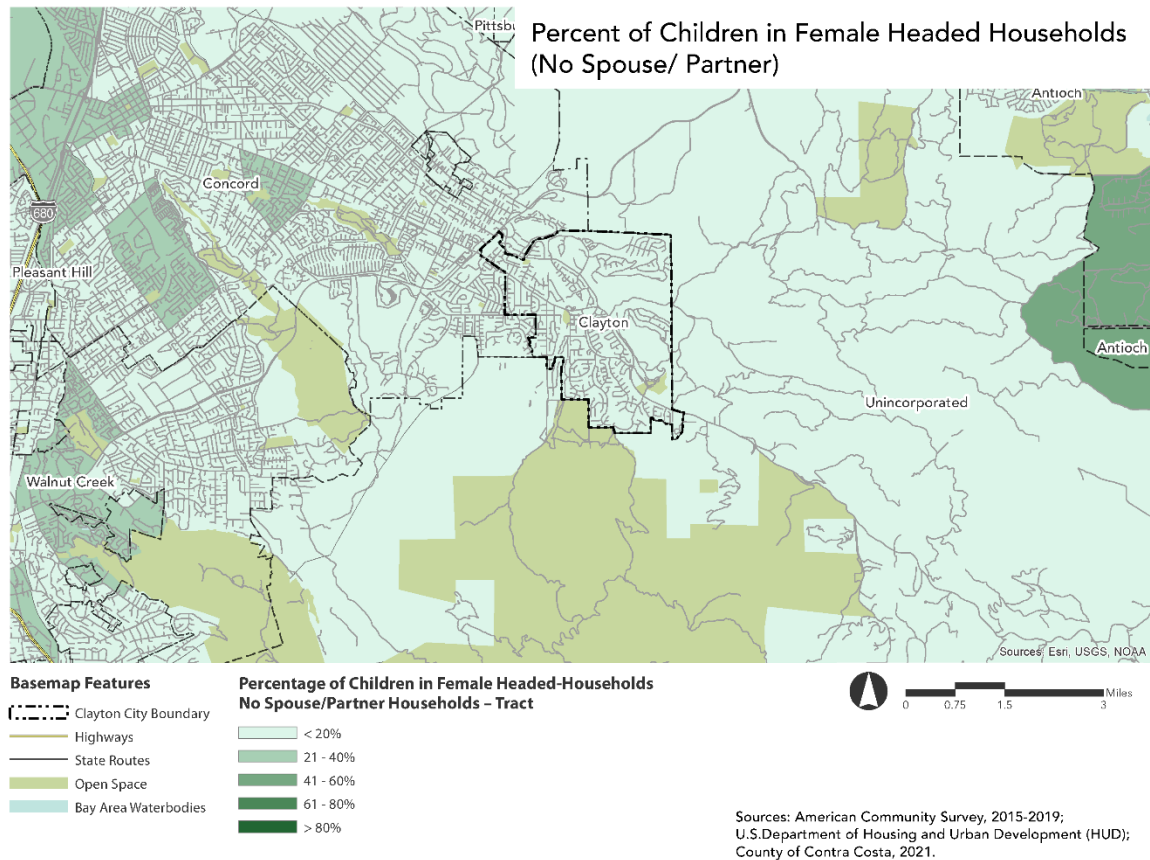 Percent of Children in Female Headed Households
(No Spouse/ Partner)
Pittsbu
Antioch
Concord
680
Pleasant Hill
Clayton
Antioch
Unincorporated
Walnut Creek
Sources: Esri, USGS, NOAA
Basemap Features
Clayton City Boundary
Highways
State Routes
Open Space
Bay Area Waterbodies
Percentage of Children in Female Headed-Households
No Spouse/Partner Households – Tract
< 20%
21 - 40%
41 - 60%
61 - 80%
> 80%
Miles
0 0.75 1.5 3
Sources: American Community Survey, 2015-2019;
U.S.Department of Housing and Urban Development (HUD);
County of Contra Costa, 2021.